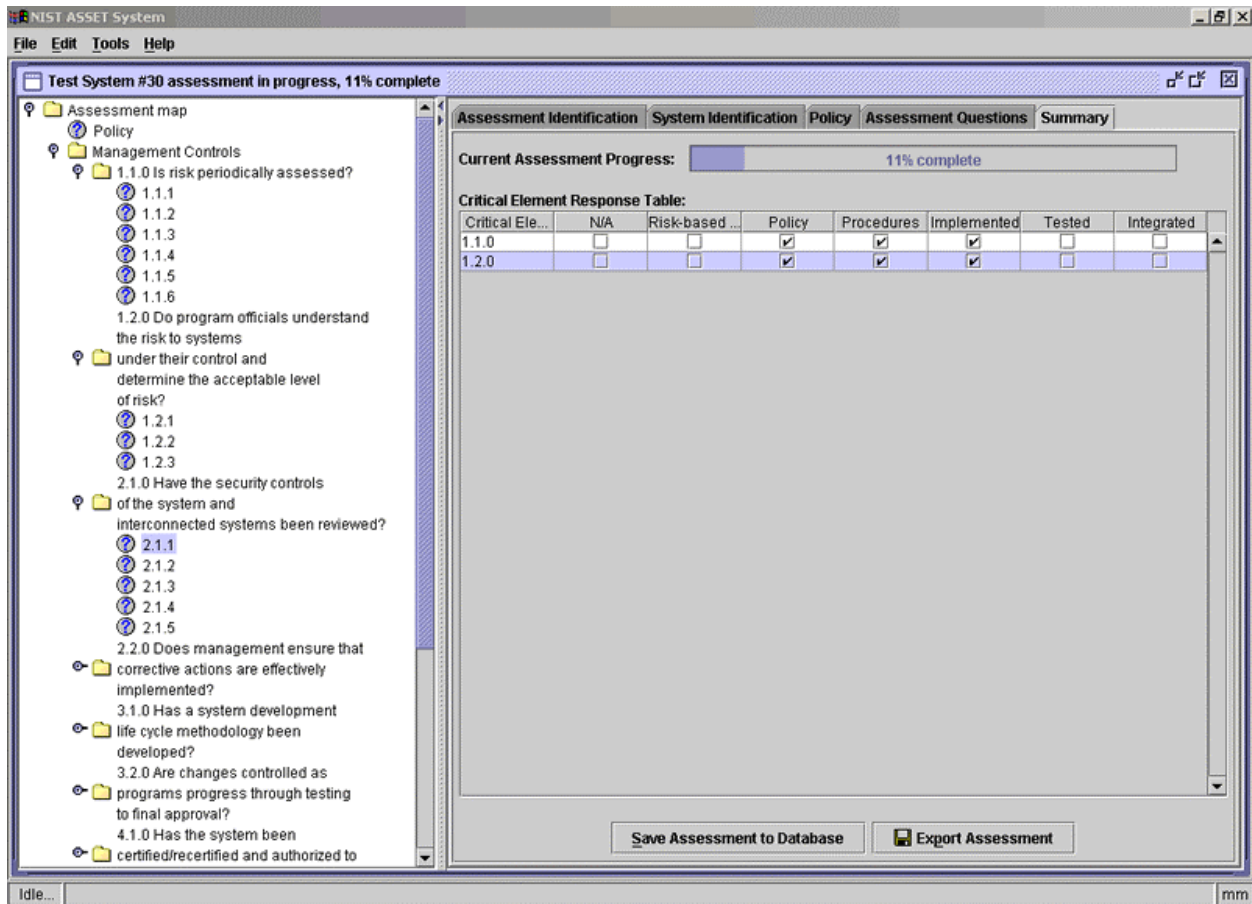 NIST ASSET System
File Edit Tools Help
Test System #30 assessment in progress, 11% complete
Assessment map
Policy
Management Controls
1.1.0 Is risk periodically assessed?
1.1.1
1.1.2
1.1.3
1.1.4
1.1.5
1.1.6
1.2.0 Do program officials understand
the risk to systems
under their control and
determine the acceptable level
of risk?
1.2.1
1.2.2
1.2.3
2.1.0 Have the security controls
of the system and
interconnected systems been reviewed?
2.1.1
2.1.2
2.1.3
2.1.4
2.1.5
2.2.0 Does management ensure that
corrective actions are effectively
implemented?
3.1.0 Has a system development
life cycle methodology been
developed?
3.2.0 Are changes controlled as
programs progress through testing
to final approval?
4.1.0 Has the system been
certified/recertified and authorized to
Assessment Identification System Identification Policy Assessment Questions Summary
Current Assessment Progress: 11% complete
Critical Element Response Table:
Critical Ele... N/A Risk-based ... Policy Procedures Implemented Tested Integrated
1.1.0
1.2.0
Save Assessment to Database Export Assessment
Idle... mm